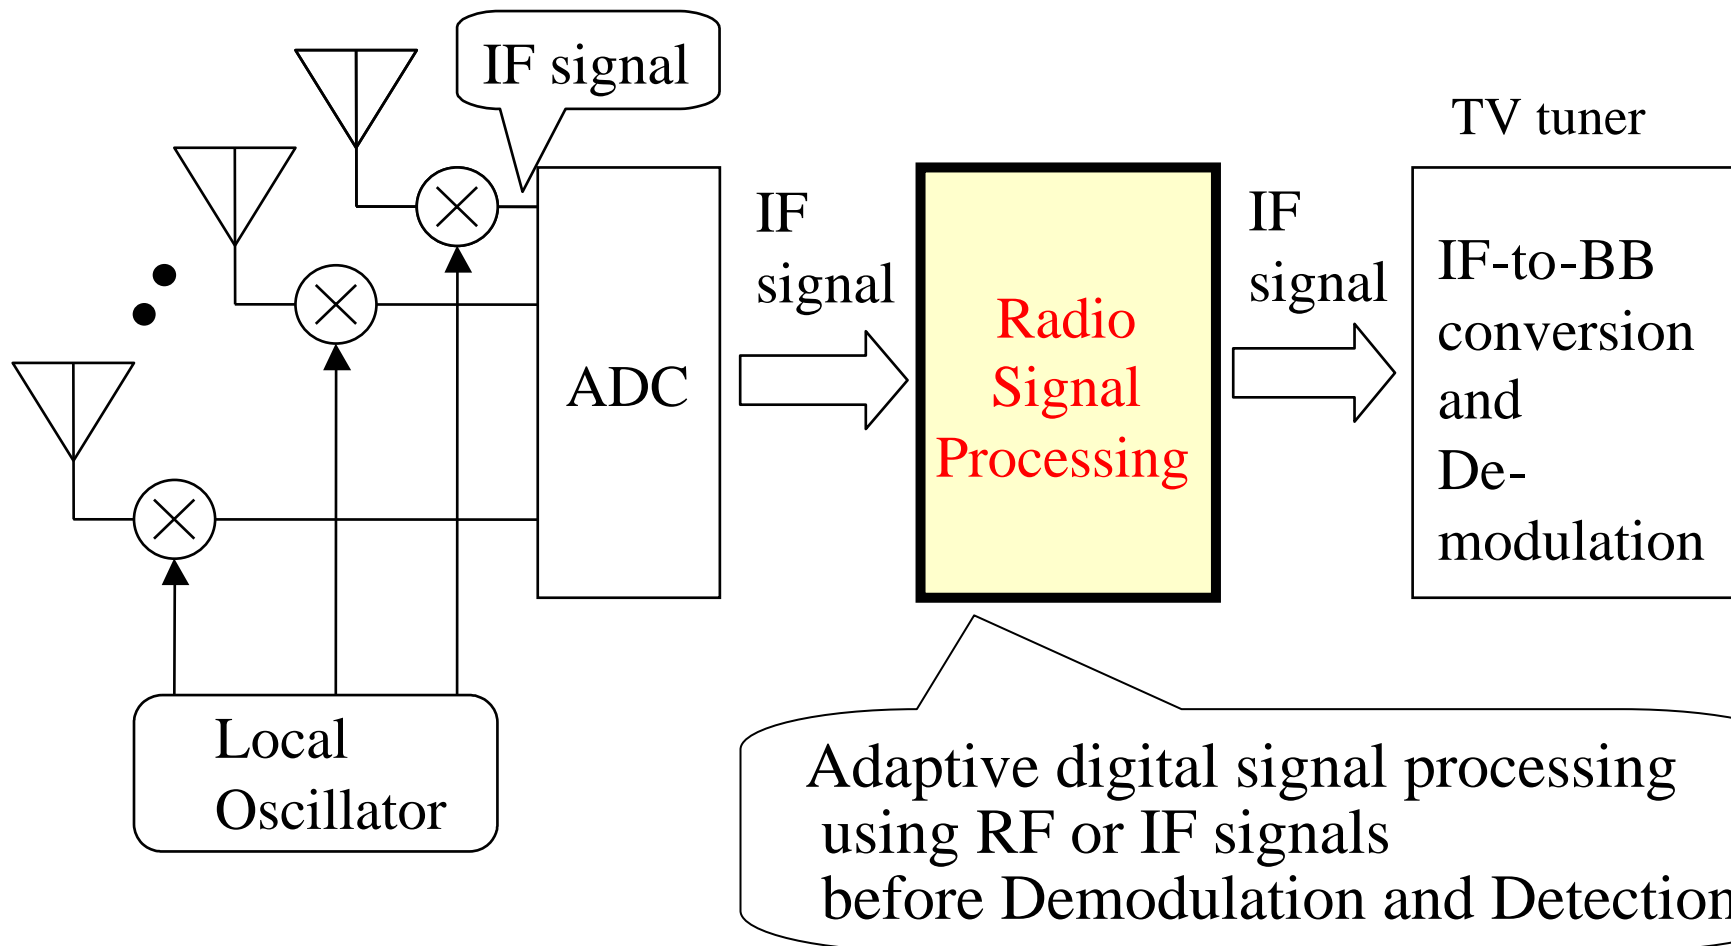 IF signal
TV tuner
IF
signal
IF
signal
ADC
Radio
Signal
Processing
IF-to-BB
conversion
and
De-
modulation
Local
Oscillator
Adaptive digital signal processing
using RF or IF signals
before Demodulation and Detection